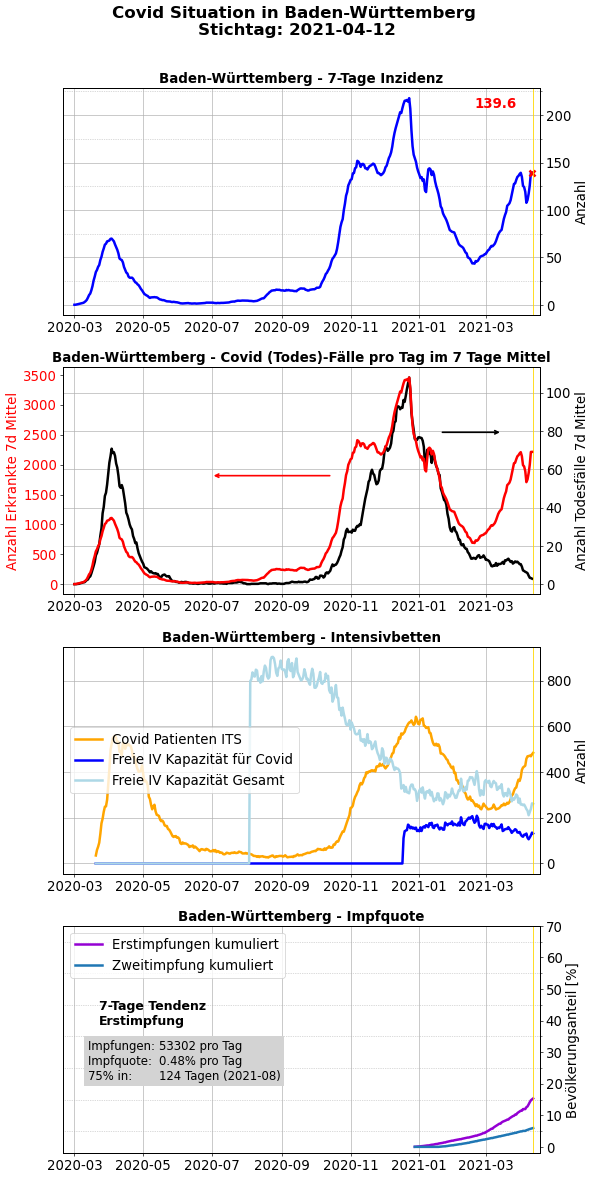 Covid Situation in Baden-Württemberg
Stichtag: 2021-04-12
Baden-Württemberg - 7-Tage Inzidenz
139.6
200
150
100
50
0
Anzahl
2020-03 2020-05 2020-07 2020-09 2020-11 2021-01 2021-03
Baden-Württemberg - Covid (Todes)-Fälle pro Tag im 7 Tage Mittel
3500
3000
2500
2000
1500
1000
500
0
Anzahl Erkrankte 7d Mittel
100
80
60
40
20
0
Anzahl Todesfälle 7d Mittel
2020-03 2020-05 2020-07 2020-09 2020-11 2021-01 2021-03
Baden-Württemberg - Intensivbetten
Covid Patienten ITS
Freie IV Kapazität für Covid
Freie IV Kapazität Gesamt
800
600
400
200
0
Anzahl
2020-03 2020-05 2020-07 2020-09 2020-11 2021-01 2021-03
Baden-Württemberg - Impfquote
Erstimpfungen kumuliert
Zweitimpfung kumuliert
7-Tage Tendenz
Erstimpfung
Impfungen: 53302 pro Tag
Impfquote: 0.48% pro Tag
75% in: 124 Tagen (2021-08)
70
60
50
40
30
20
10
0
Bevölkerungsanteil [%]
2020-03 2020-05 2020-07 2020-09 2020-11 2021-01 2021-03